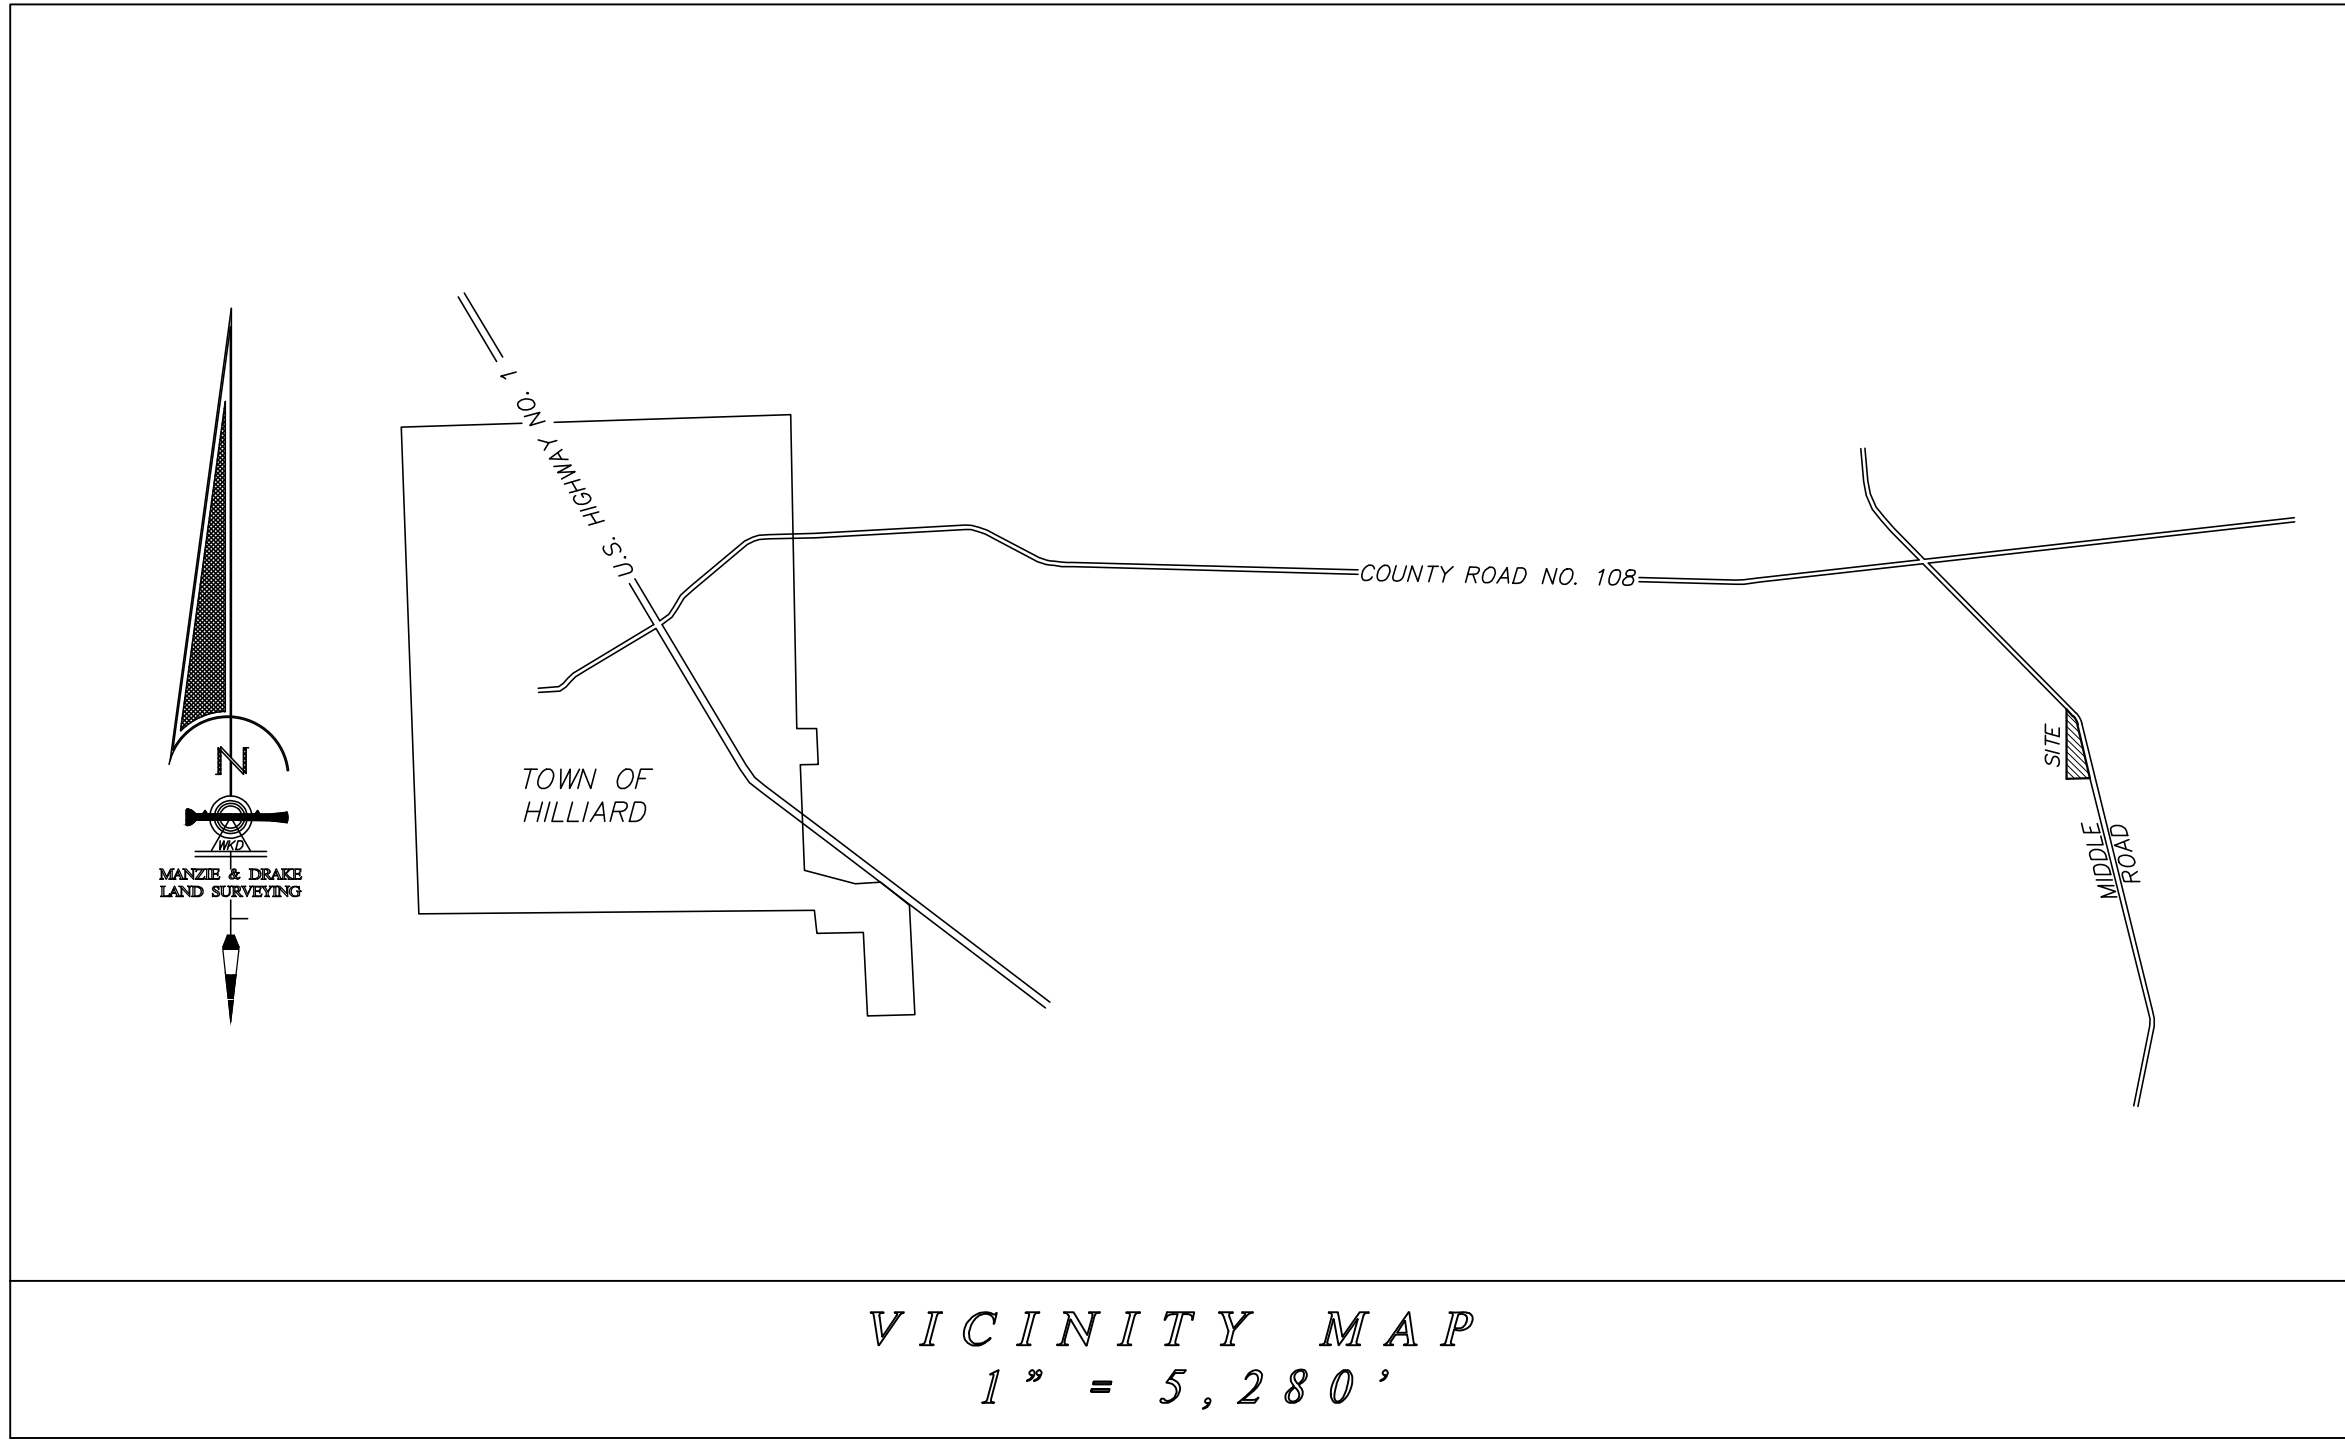 U.S. HIGHWAY NO. 1
COUNTY ROAD NO. 108
SITE
N
TOWN OF
HILLIARD
MIDDLE
ROAD
WKD
MANZIE & DRAKE
LAND SURVEYING
VICINITY MAP
1" = 5,280'